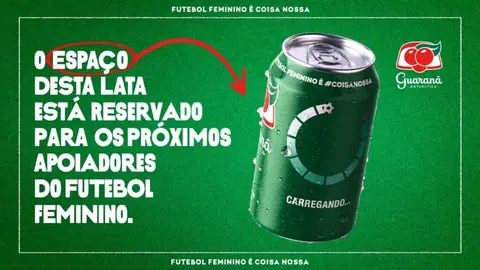 FUTEBOL FEMININO É COISA NOSSA
O ESPAÇO
DESTA LATA
ESTÁ RESERVADO
PARA OS PRÓXIMOS
APOIADORES
DO FUTEBOL
FEMININO.
FUTEBOL FEMININO É #COISANOSSA
CARREGANDO...
Guaraná
ANTARCTICA
FUTEBOL FEMININO É COISA NOSSA